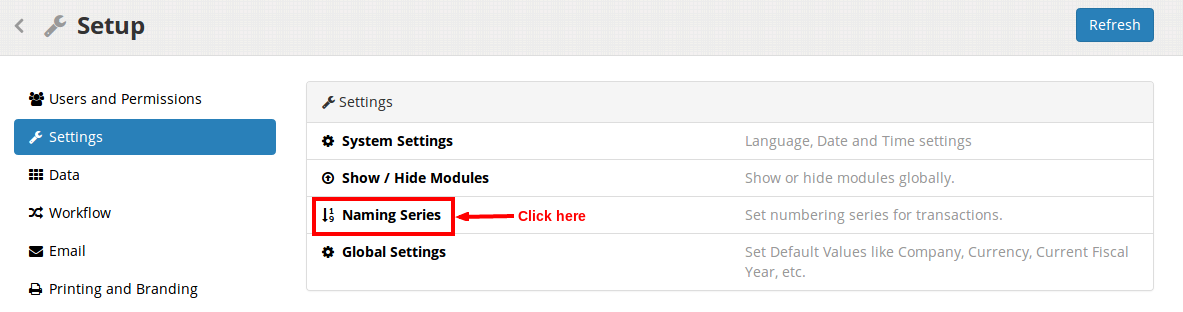 Setup
Refresh
Users and Permissions
Settings
Data
Workflow
Email
Printing and Branding
Settings
System Settings
Language, Date and Time settings
Show / Hide Modules
Show or hide modules globally.
Naming Series
Click here
Set numbering series for transactions.
Global Settings
Set Default Values like Company, Currency, Current Fiscal
Year, etc.